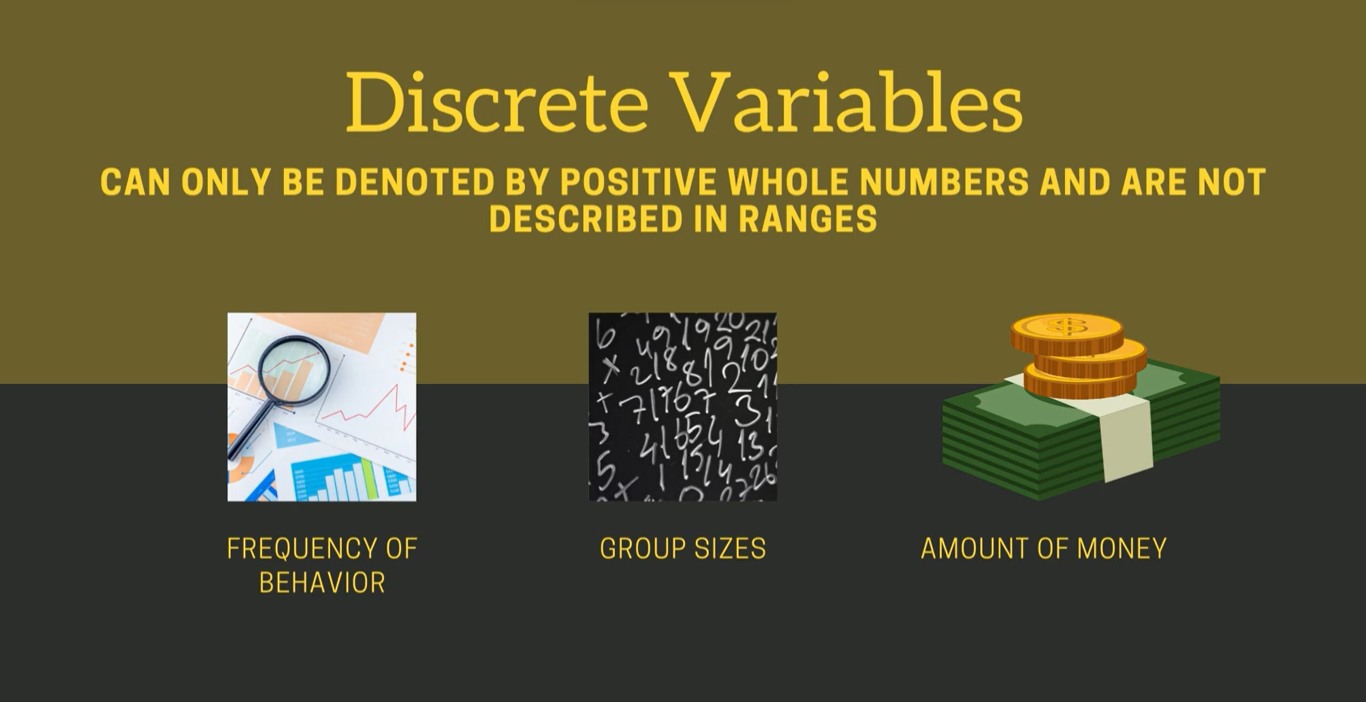 Discrete Variables
CAN ONLY BE DENOTED BY POSITIVE WHOLE NUMBERS AND ARE NOT
DESCRIBED IN RANGES
FREQUENCY OF
BEHAVIOR
GROUP SIZES
AMOUNT OF MONEY